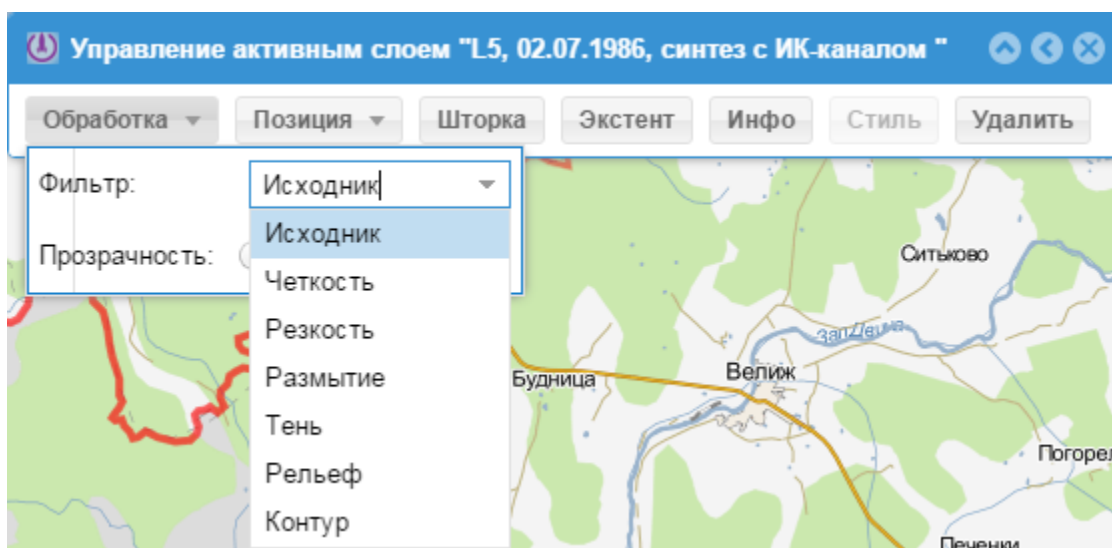 Управление активным слоем "L5, 02.07.1986, синтез с ИК-каналом "
Обработка Позиция Шторка Экстент Инфо Стиль Удалить
Фильтр: Исходник
Исходник
Прозрачность:
Четкость
Резкость
Размытие
Тень
Рельеф
Контур
Ситьково
Зап Двина
Велиж
Будница
Погорел
Печенки